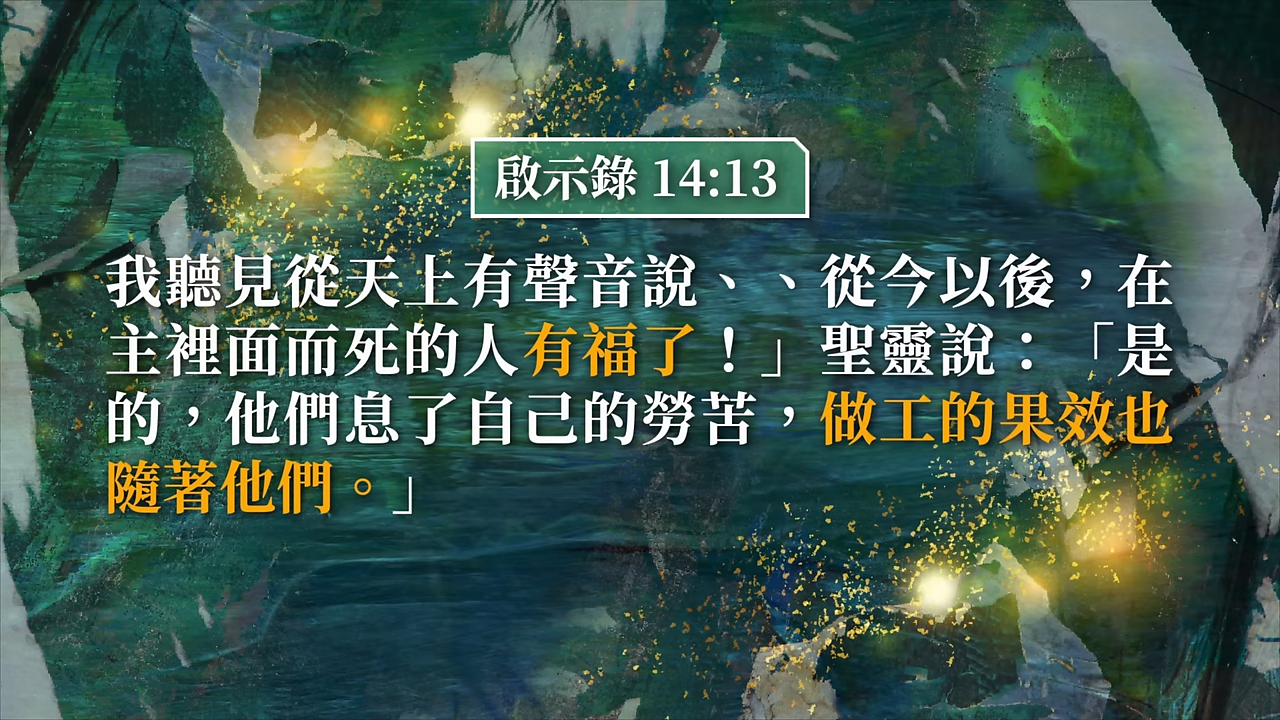 啟示錄 14:13
我聽見從天上有聲音說、、從今以後，在
主裡面而死的人有福了！」聖靈說：「是
的，他們息了自己的勞苦，做工的果效也
隨著他們。」